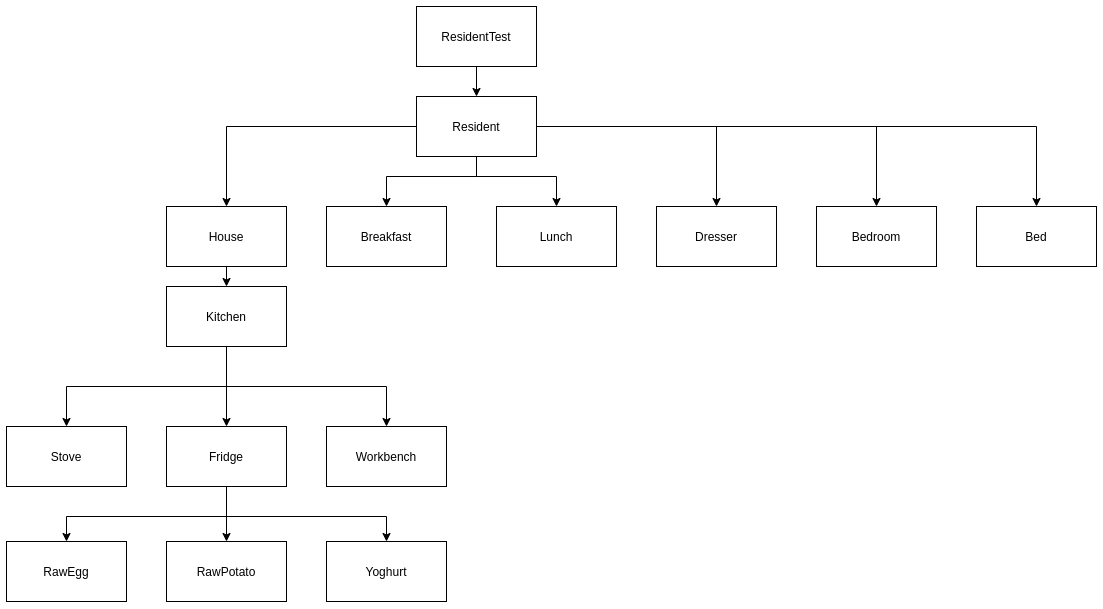 ResidentTest
Resident
House
Breakfast
Lunch
Dresser
Bedroom
Bed
Kitchen
Stove
Fridge
Workbench
RawEgg
RawPotato
Yoghurt